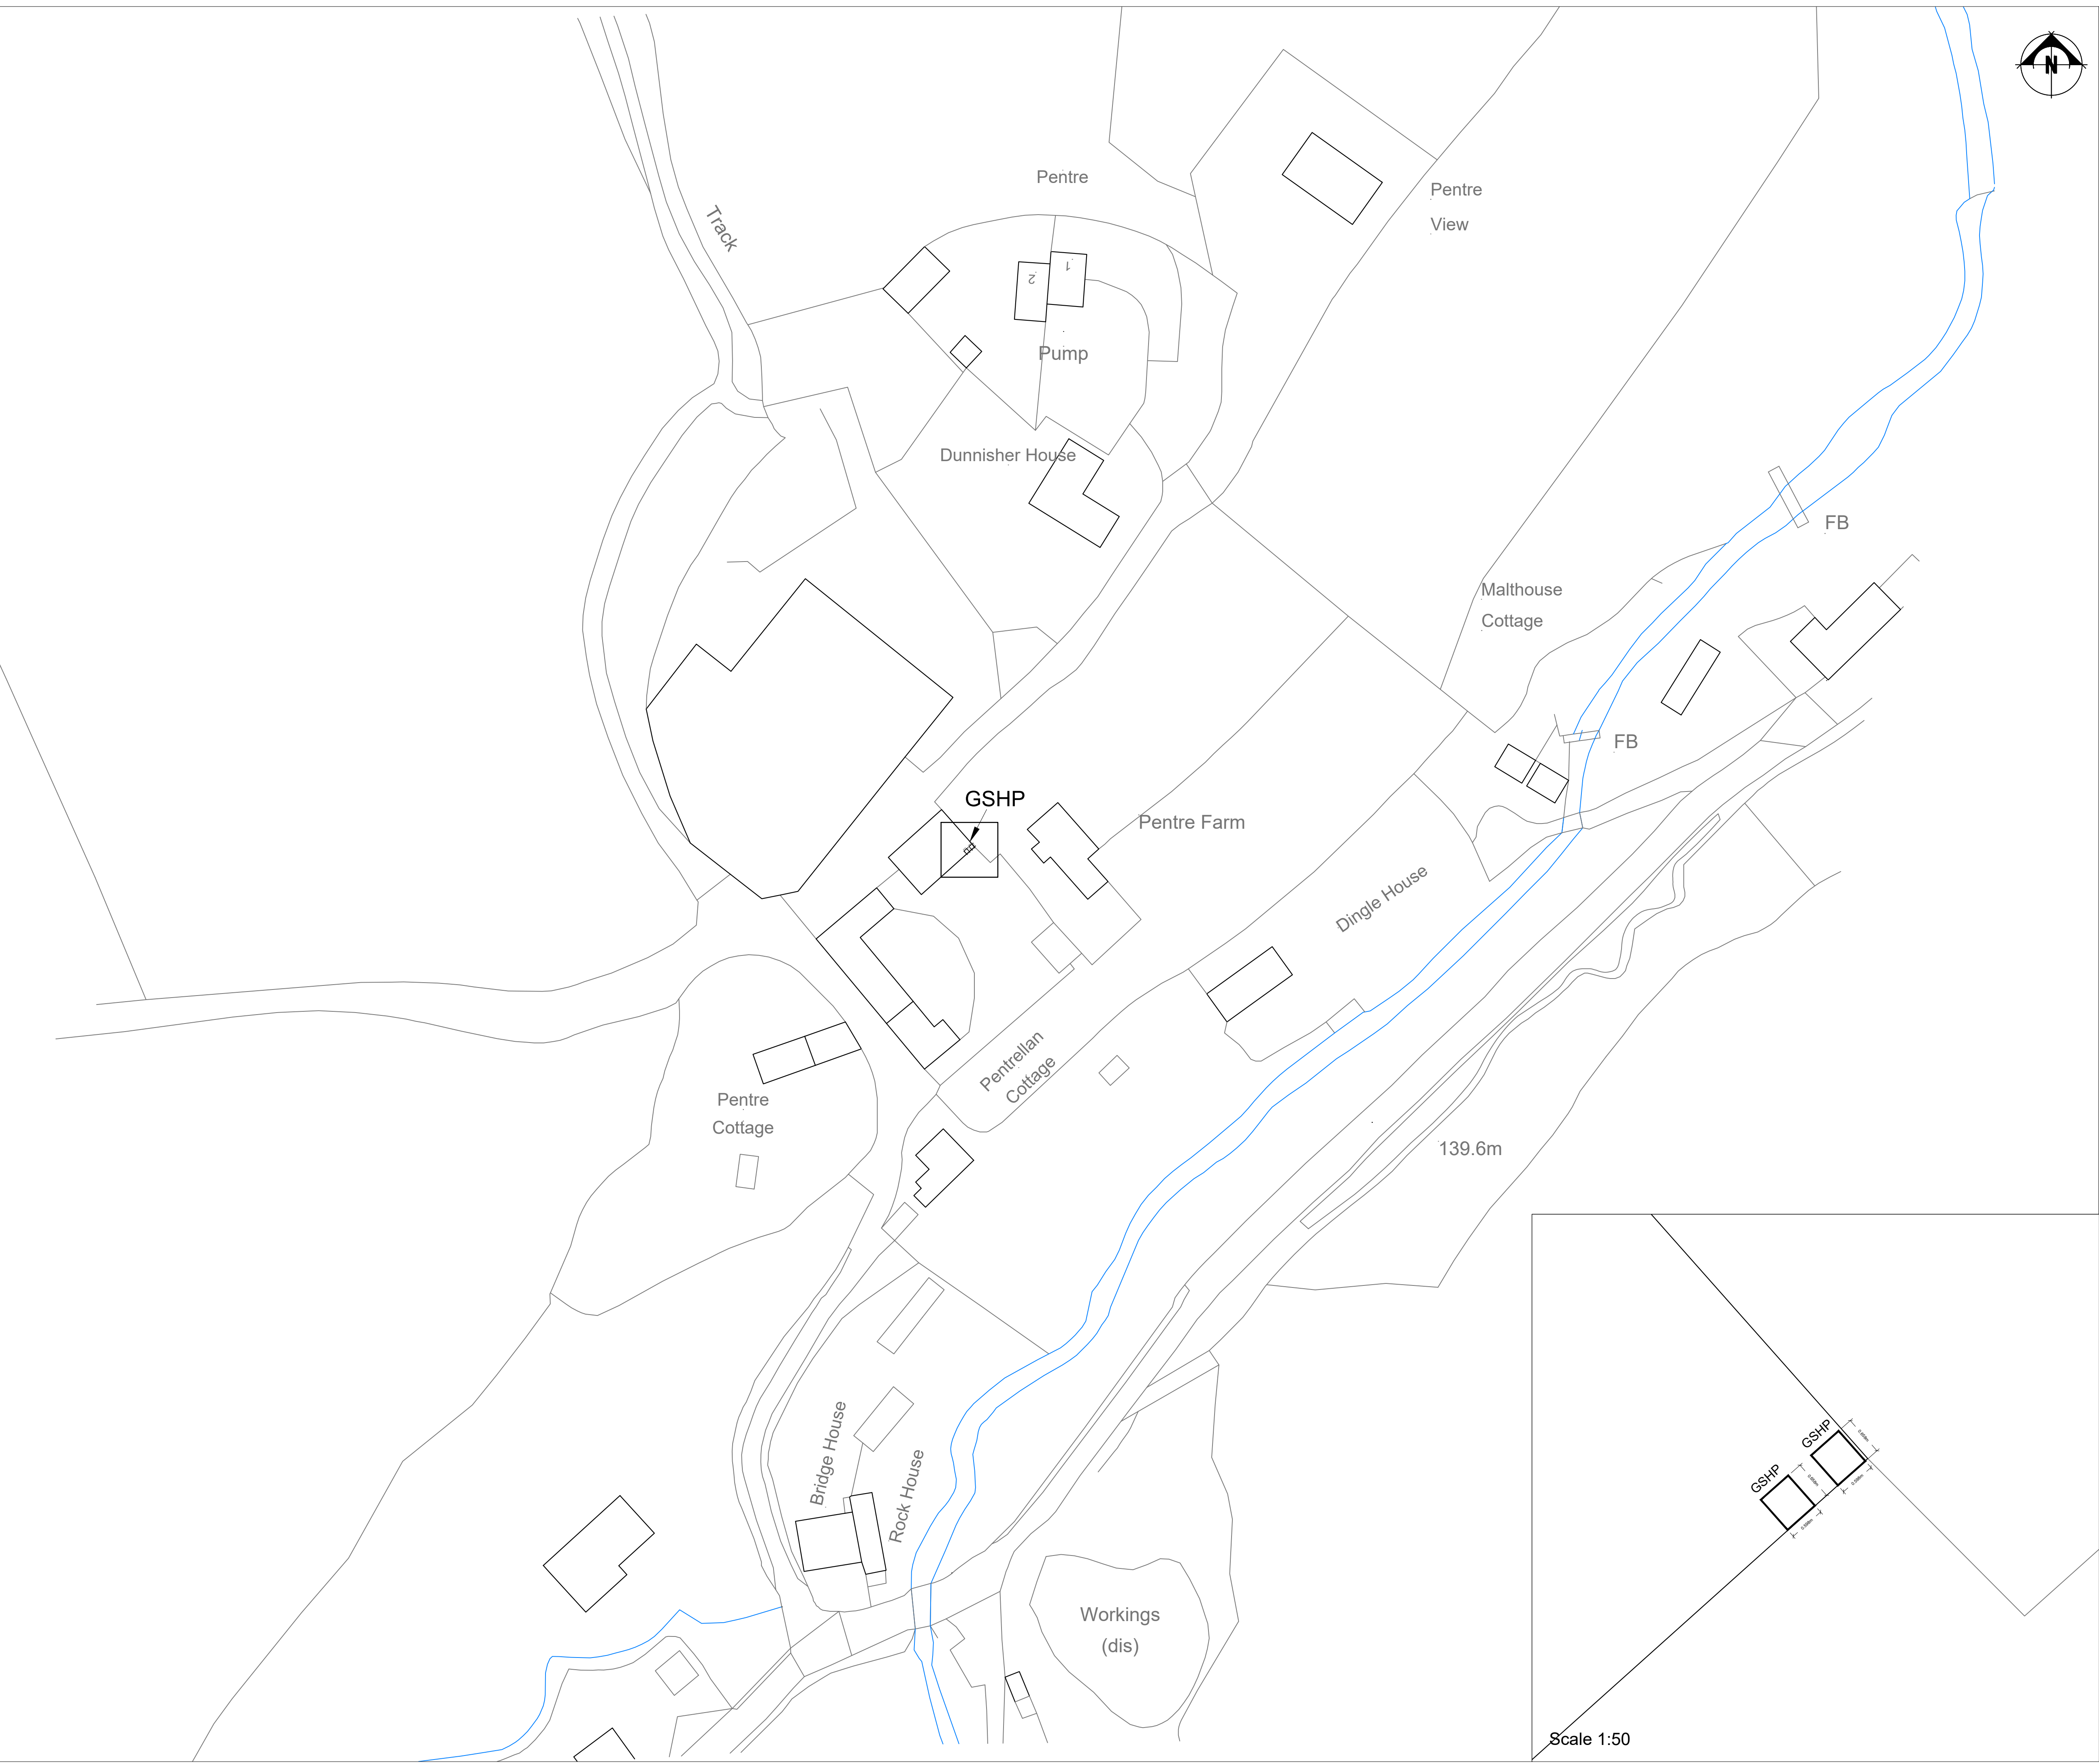 N
Pentre
Pentre
View
Track
1
2
Pump
Dunnisher House
FB
Malthouse
Cottage
FB
GSHP
Pentre Farm
Dingle House
Pentrellan
Cottage
Pentre
Cottage
139.6m
Bridge House
Rock House
Workings
(dis)
GSHP
GSHP
Scale 1:50